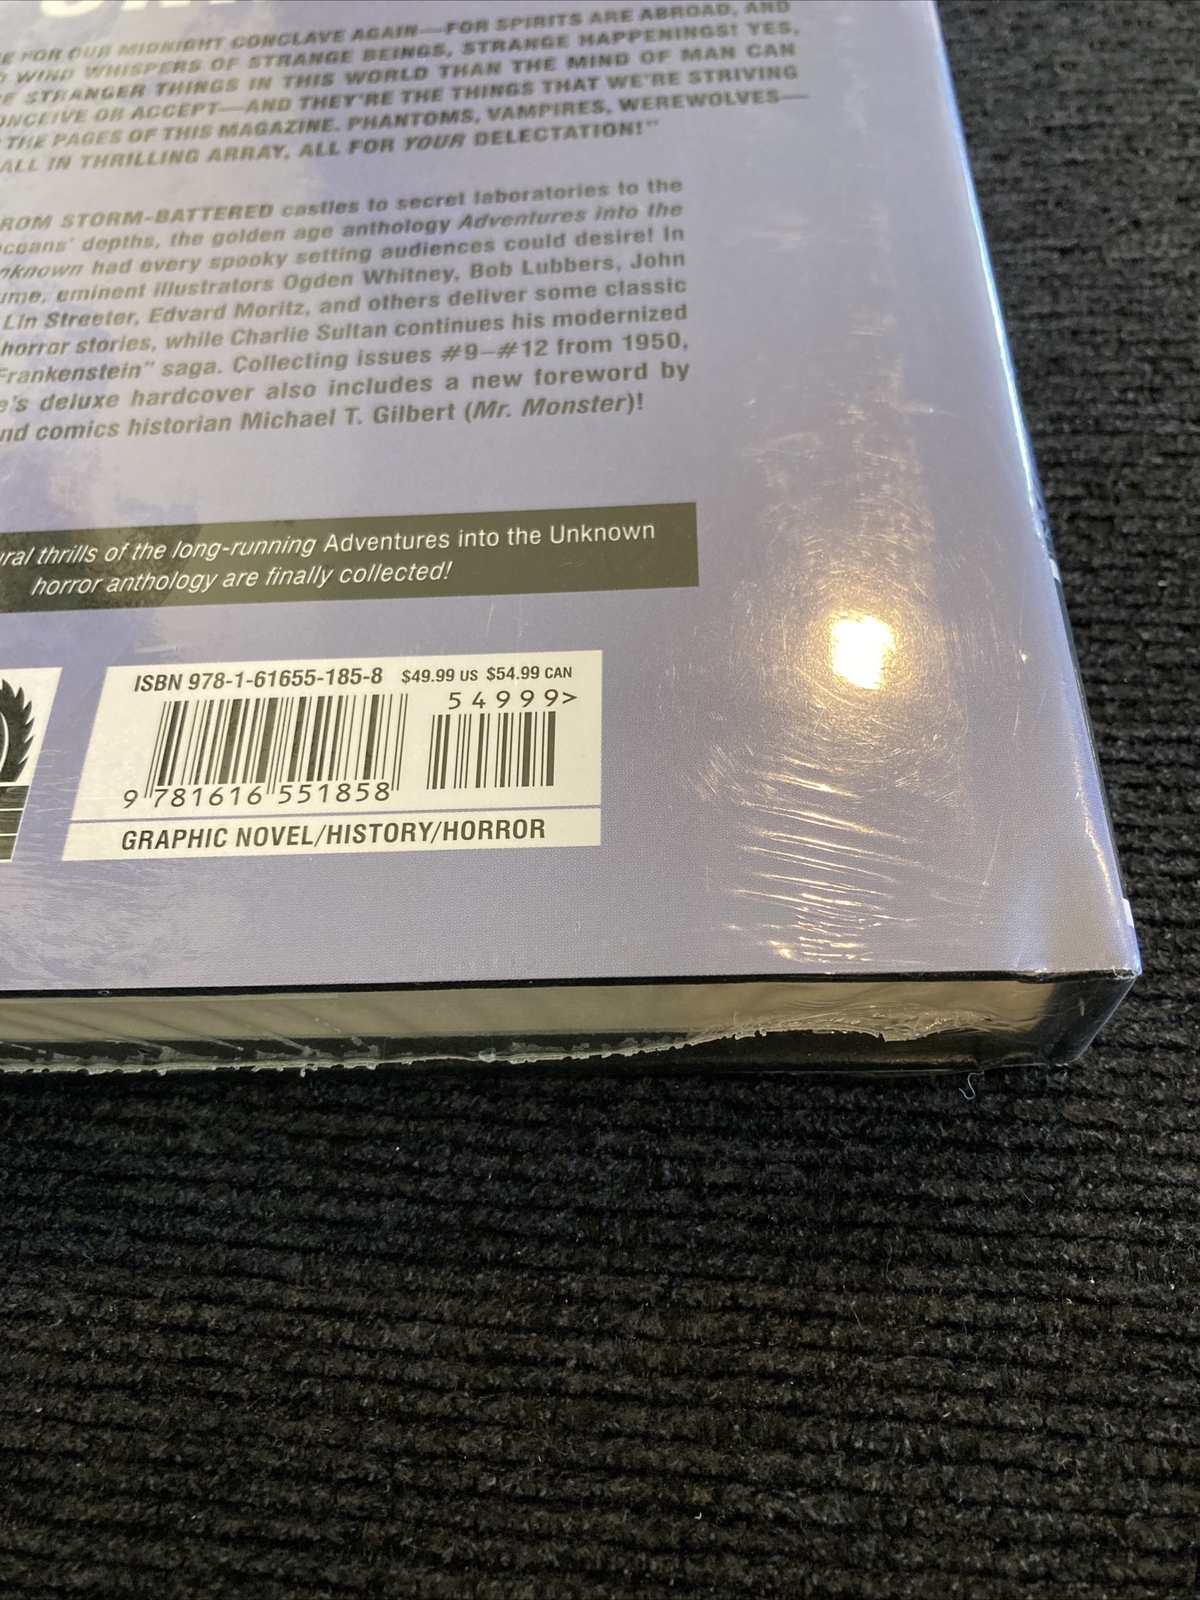 E FOR OUR MIDNIGHT CONCLAVE AGAIN—FOR SPIRITS ARE ABROAD, AND
WIND WHISPERS OF STRANGE BEINGS, STRANGE HAPPENINGS! YES,
E STRANGER THINGS IN THIS WORLD THAN THE MIND OF MAN CAN
ONCEIVE OR ACCEPT—AND THEY'RE THE THINGS THAT WE'RE STRIVING
THE PAGES OF THIS MAGAZINE. PHANTOMS, VAMPIRES, WEREWOLVES—
ALL IN THRILLING ARRAY, ALL FOR YOUR DELECTATION!"
ROM STORM-BATTERED castles to secret laboratories to the
oceans' depths, the golden age anthology Adventures into the
nknown had every spooky setting audiences could desire! In
ume, eminent illustrators Ogden Whitney, Bob Lubbers, John
Lin Streeter, Edvard Moritz, and others deliver some classic
horror stories, while Charlie Sultan continues his modernized
Frankenstein" saga. Collecting issues #9–#12 from 1950,
e's deluxe hardcover also includes a new foreword by
nd comics historian Michael T. Gilbert (Mr. Monster)!
ural thrills of the long-running Adventures into the Unknown
horror anthology are finally collected!
ISBN 978-1-61655-185-8 $49.99 US $54.99 CAN
54999>
9 781616 551858
GRAPHIC NOVEL/HISTORY/HORROR